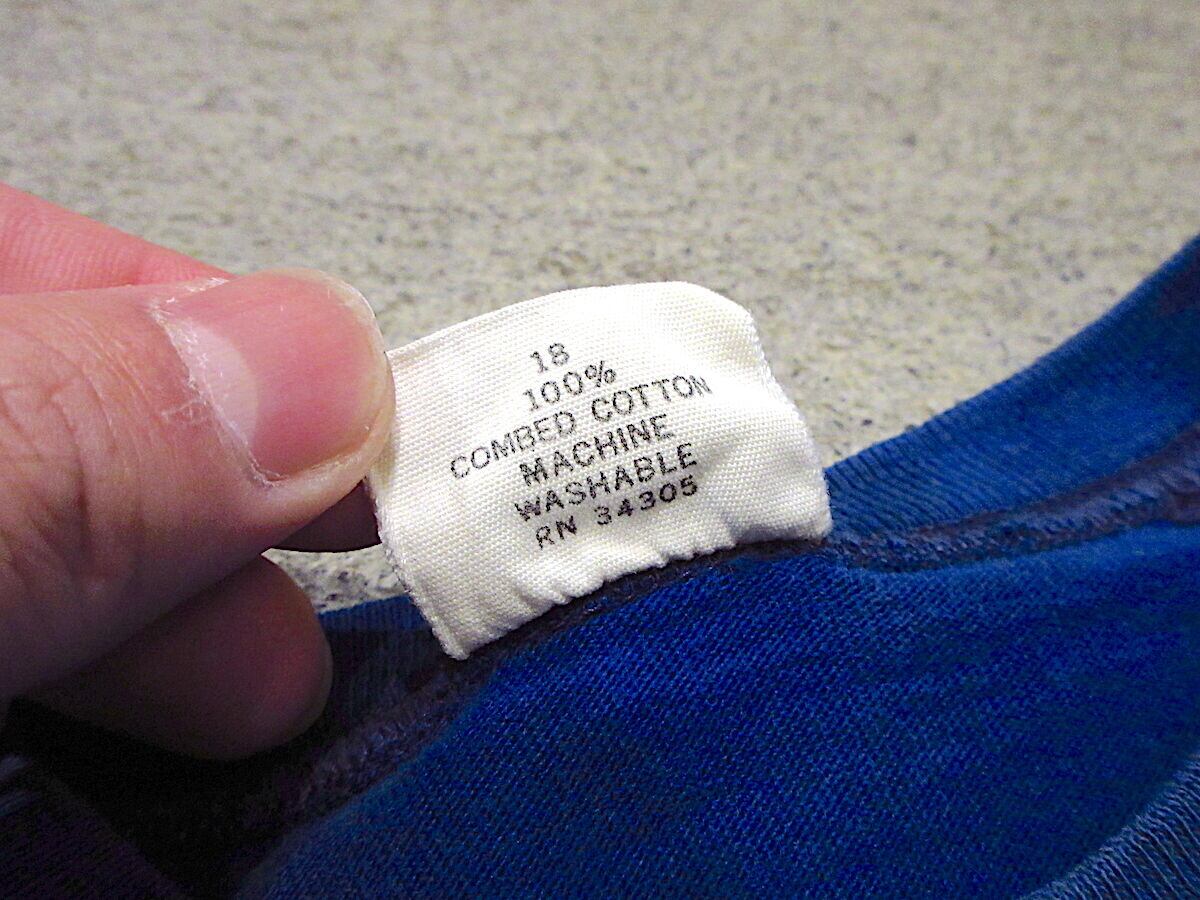 18
100%
COMBED COTTON
MACHINE
WASHABLE
RN 34305